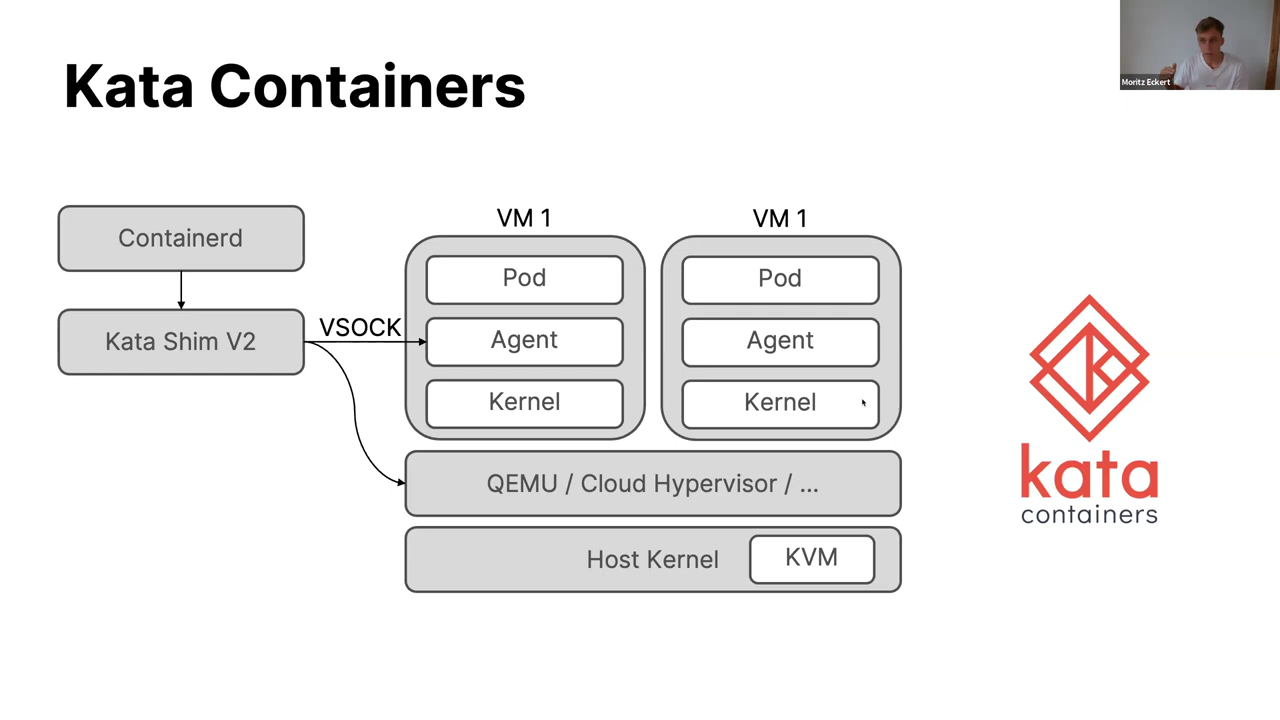 Kata Containers
Moritz Eckert
Containerd
Kata Shim V2
VSOCK
VM 1
Pod
Agent
Kernel
VM 1
Pod
Agent
Kernel
QEMU / Cloud Hypervisor / ...
Host Kernel
KVM
kata
containers